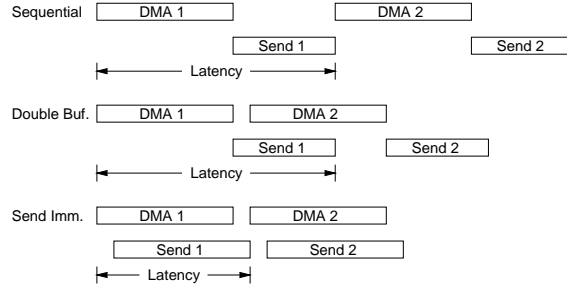 Sequential DMA 1 DMA 2
Send 1 Send 2
Latency
Double Buf. DMA 1 DMA 2
Send 1 Send 2
Latency
Send Imm. DMA 1 DMA 2
Send 1 Send 2
Latency